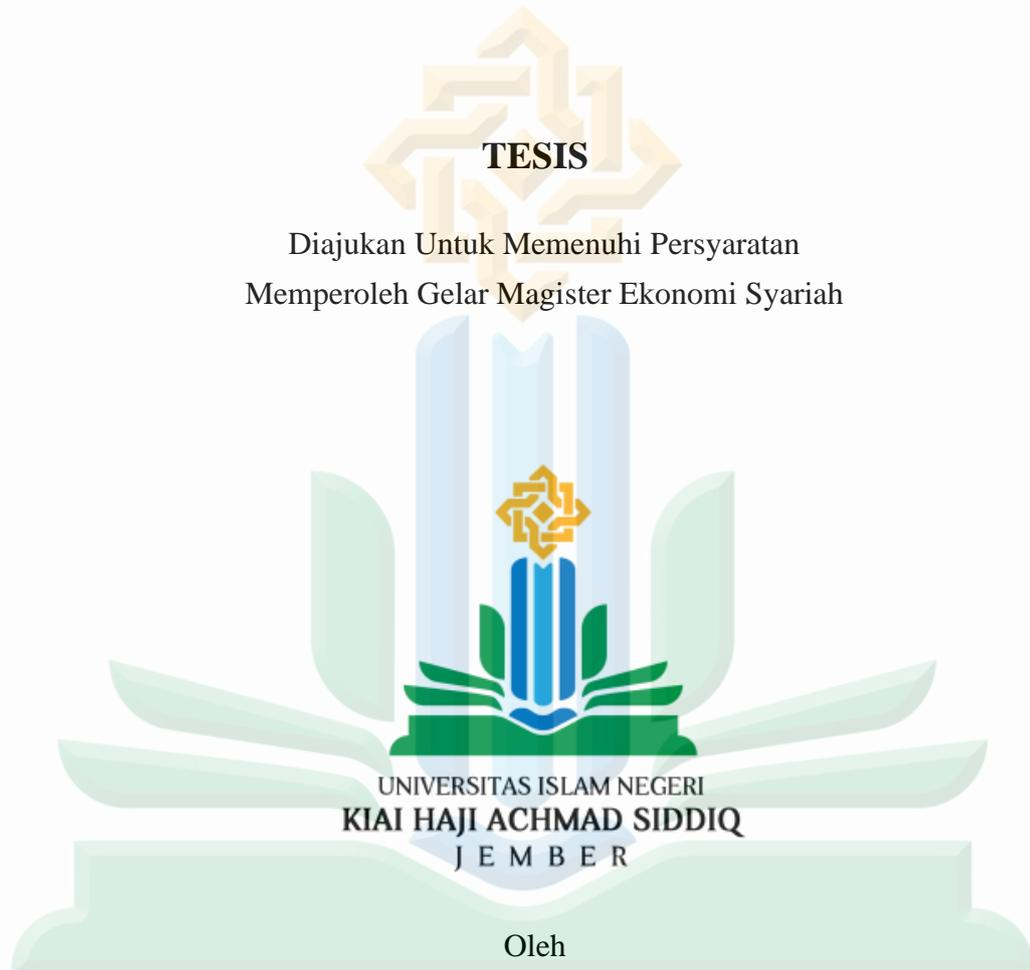 TESIS
Diajukan Untuk Memenuhi Persyaratan
Memperoleh Gelar Magister Ekonomi Syariah
UNIVERSITAS ISLAM NEGERI
KIAI HAJI ACHMAD SIDDIQ
J E M B E R
Oleh